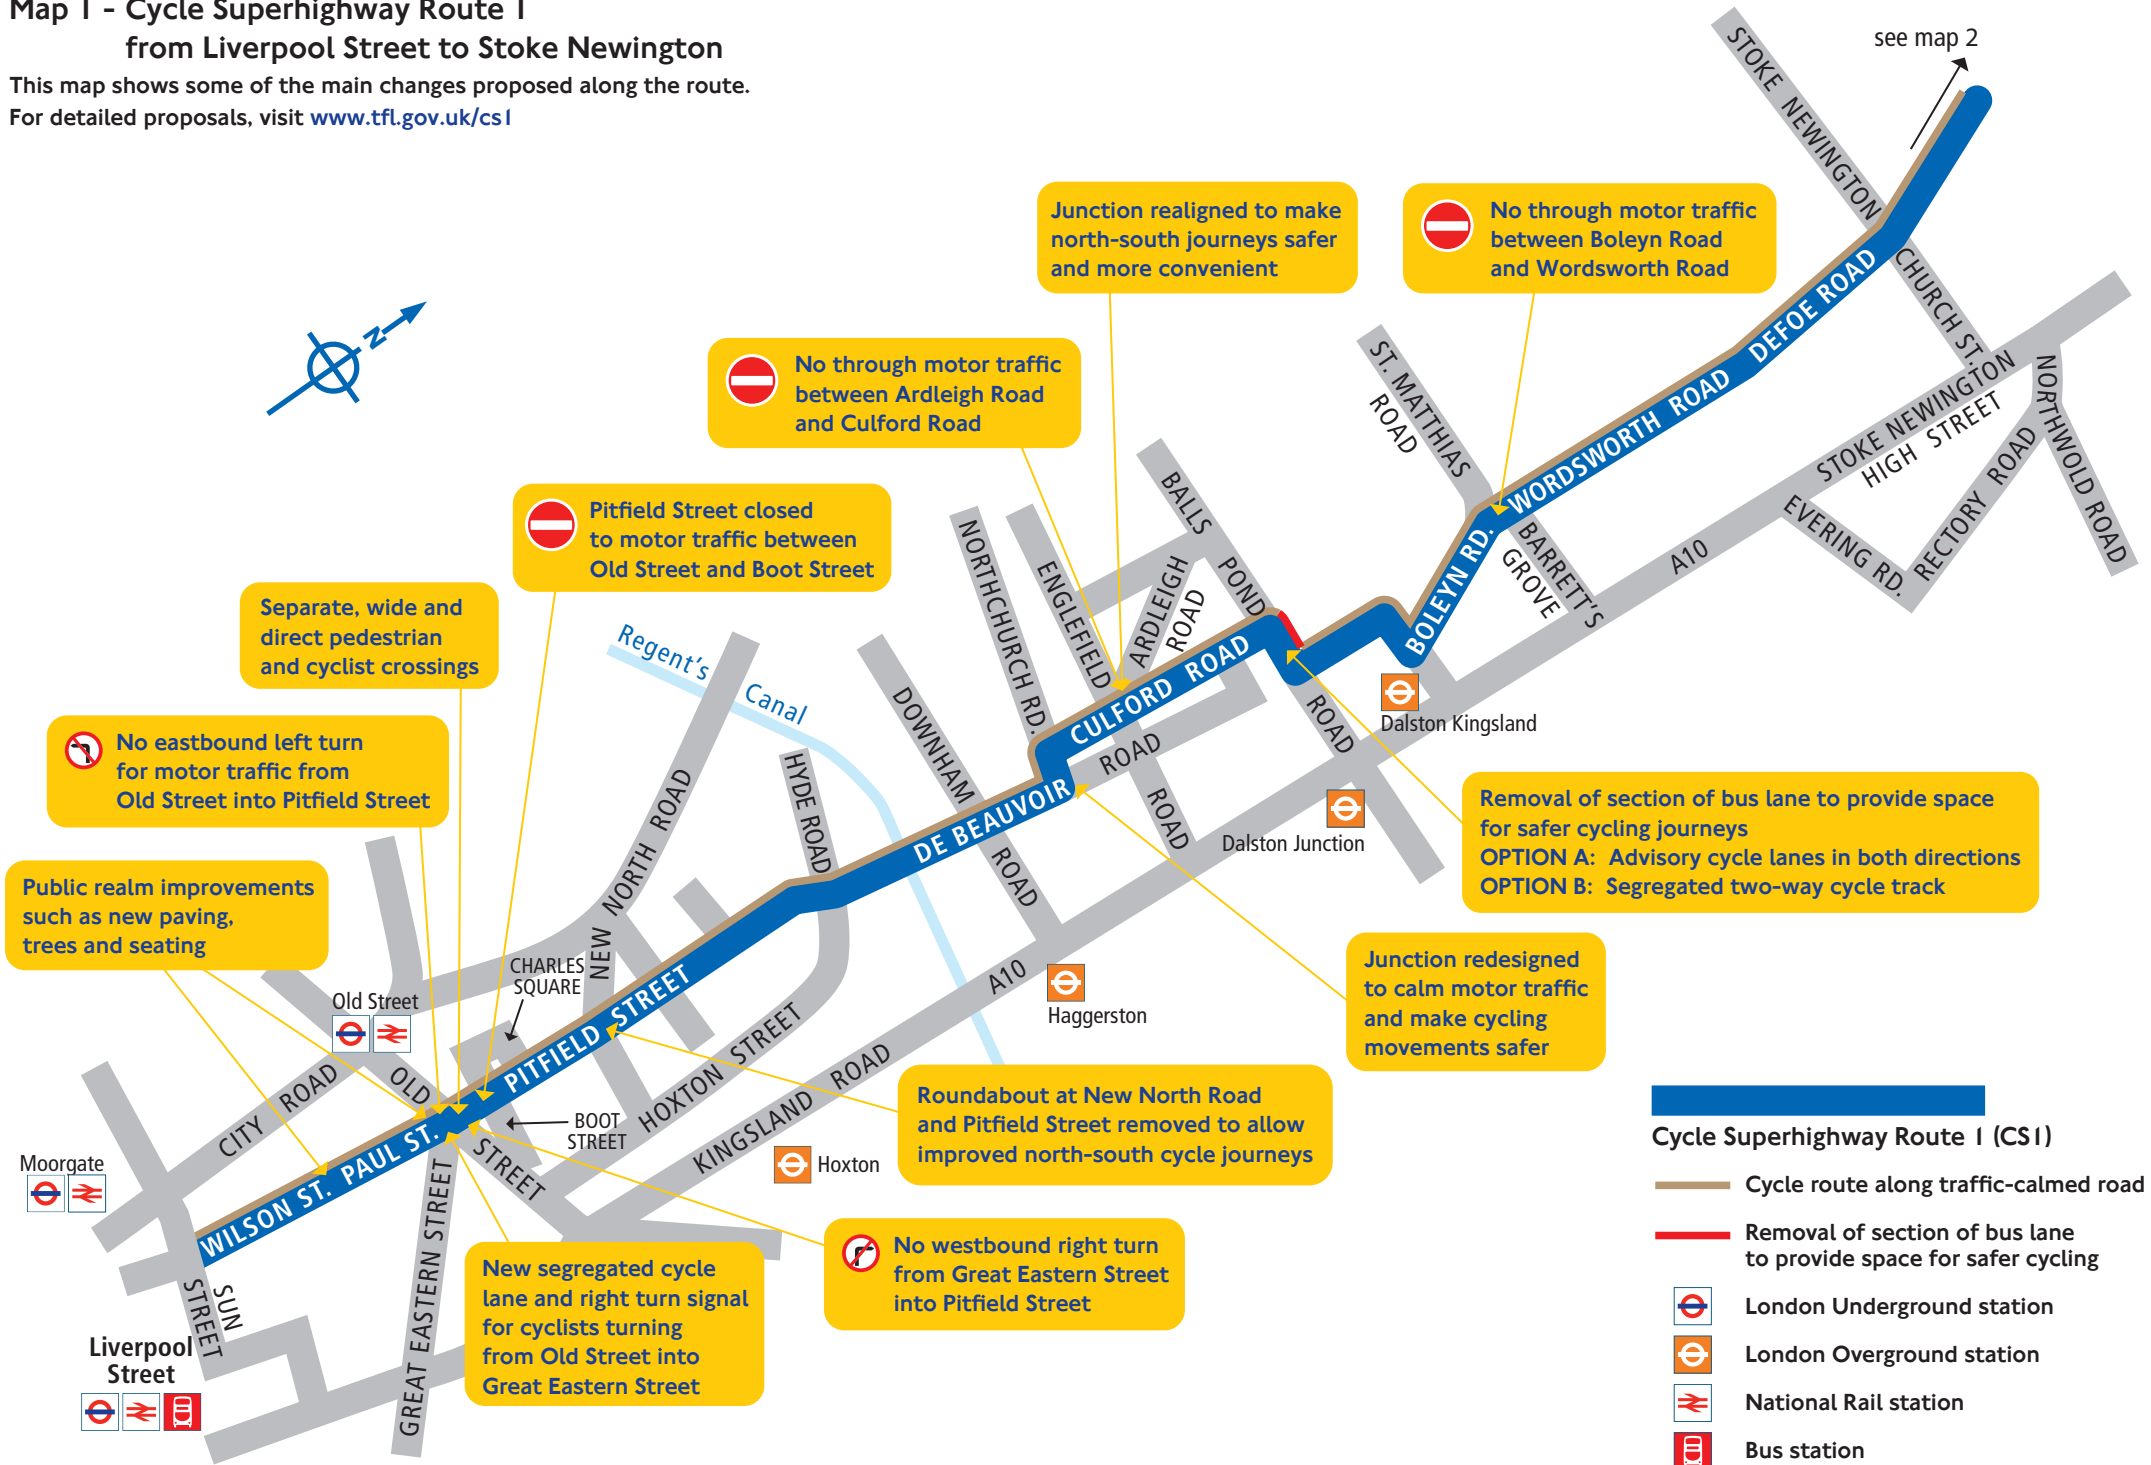 Map 1 - Cycle Superhighway Route 1
from Liverpool Street to Stoke Newington
This map shows some of the main changes proposed along the route.
For detailed proposals, visit www.tfl.gov.uk/cs1
see map 2
N
Junction realigned to make
north-south journeys safer
and more convenient
No through motor traffic
between Boleyn Road
and Wordsworth Road
No through motor traffic
between Ardleigh Road
and Culford Road
Pitfield Street closed
to motor traffic between
Old Street and Boot Street
Separate, wide and
direct pedestrian
and cyclist crossings
No eastbound left turn
for motor traffic from
Old Street into Pitfield Street
Public realm improvements
such as new paving,
trees and seating
Removal of section of bus lane to provide space
for safer cycling journeys
OPTION A: Advisory cycle lanes in both directions
OPTION B: Segregated two-way cycle track
Junction redesigned
to calm motor traffic
and make cycling
movements safer
Roundabout at New North Road
and Pitfield Street removed to allow
improved north-south cycle journeys
No westbound right turn
from Great Eastern Street
into Pitfield Street
New segregated cycle
lane and right turn signal
for cyclists turning
from Old Street into
Great Eastern Street
STOKE NEWINGTON
CHURCH ST.
DEFOE ROAD
WORDSWORTH ROAD
STOKE NEWINGTON
HIGH STREET
NORTHWOLD ROAD
RECTORY ROAD
EVERING RD.
A10
ST. MATTHIAS
ROAD
BARRETT'S
GROVE
BOLEYN RD.
BALLS
POND
ROAD
ARDLEIGH
ROAD
ENGLEFIELD
ROAD
NORTHCHURCH RD.
CULFORD ROAD
DE BEAUVOIR
ROAD
DOWNHAM
ROAD
Regent's
Canal
HYDE ROAD
NEW NORTH ROAD
CHARLES
SQUARE
PITFIELD STREET
HOXTON STREET
KINGSLAND ROAD
A10
BOOT
STREET
OLD
STREET
CITY ROAD
WILSON ST.
PAUL ST.
GREAT EASTERN STREET
SUN
STREET
Dalston Kingsland
Dalston Junction
Haggerston
Hoxton
Old Street
Moorgate
Liverpool
Street
Cycle Superhighway Route 1 (CS1)
Cycle route along traffic-calmed road
Removal of section of bus lane
to provide space for safer cycling
London Underground station
London Overground station
National Rail station
Bus station